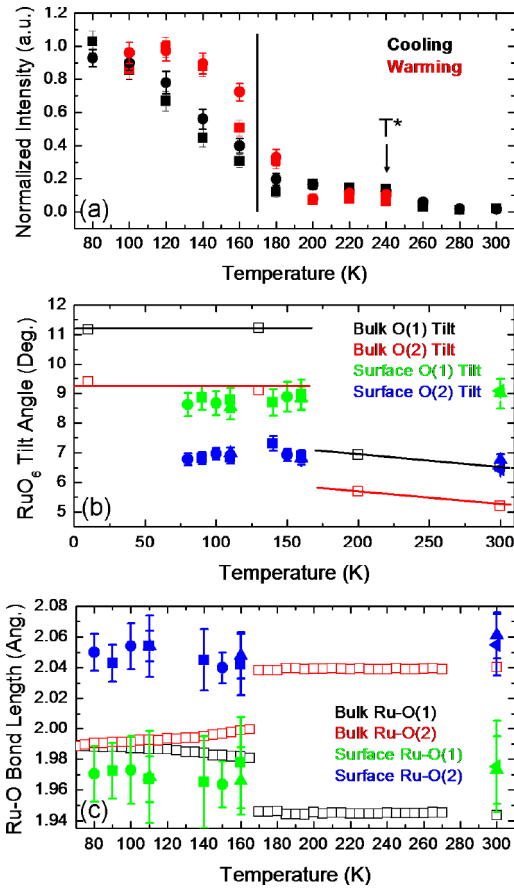 Normalized Intensity (a.u.)
1.0
0.8
0.6
0.4
0.2
0.0
Cooling
Warming
T*
(a)
80 100 120 140 160 180 200 220 240 260 280 300
Temperature (K)
RuO6 Tilt Angle (Deg.)
12
11
10
9
8
7
6
5
Bulk O(1) Tilt
Bulk O(2) Tilt
Surface O(1) Tilt
Surface O(2) Tilt
(b)
0 50 100 150 200 250 300
Temperature (K)
Ru-O Bond Length (Ang.)
2.08
2.06
2.04
2.02
2.00
1.98
1.96
1.94
Bulk Ru-O(1)
Bulk Ru-O(2)
Surface Ru-O(1)
Surface Ru-O(2)
(c)
80 100 120 140 160 180 200 220 240 260 280 300
Temperature (K)